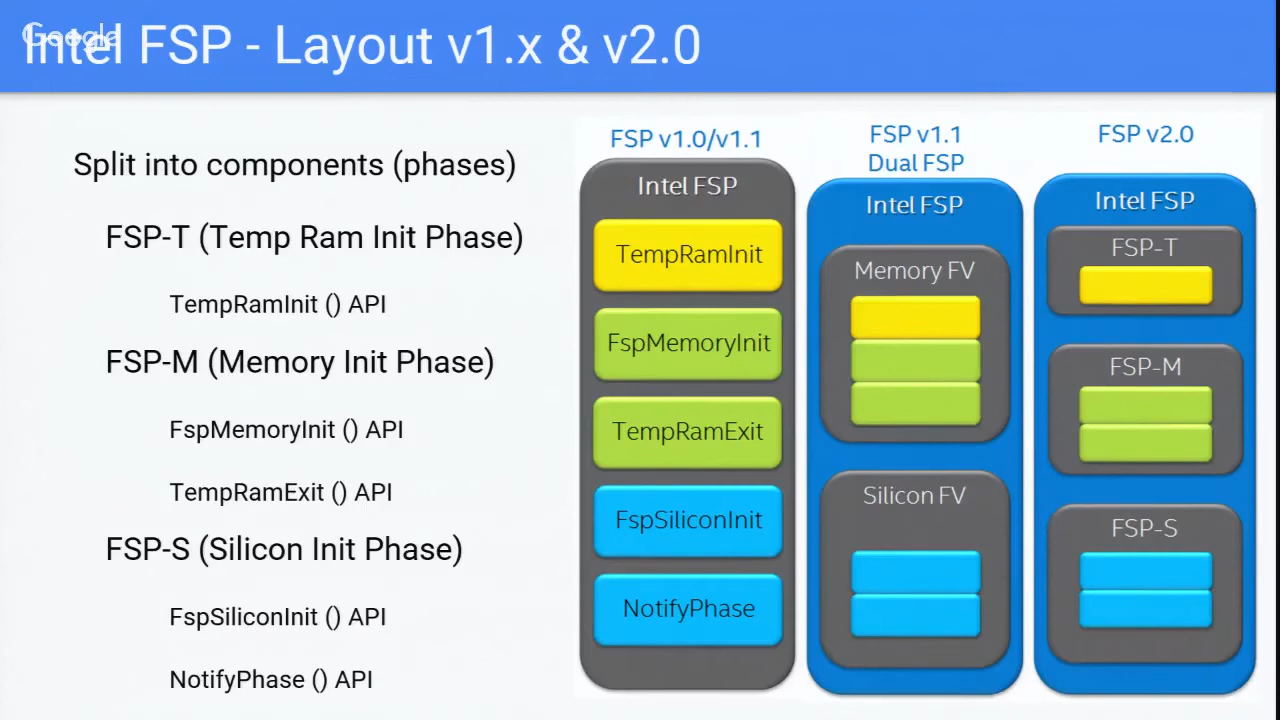 Google
Intel FSP - Layout v1.x & v2.0
Split into components (phases)
FSP-T (Temp Ram Init Phase)
TempRamInit () API
FSP-M (Memory Init Phase)
FspMemoryInit () API
TempRamExit () API
FSP-S (Silicon Init Phase)
FspSiliconInit () API
NotifyPhase () API
FSP v1.0/v1.1
Intel FSP
TempRamInit
FspMemoryInit
TempRamExit
FspSiliconInit
NotifyPhase
FSP v1.1
Dual FSP
Intel FSP
Memory FV
Silicon FV
FSP v2.0
Intel FSP
FSP-T
FSP-M
FSP-S